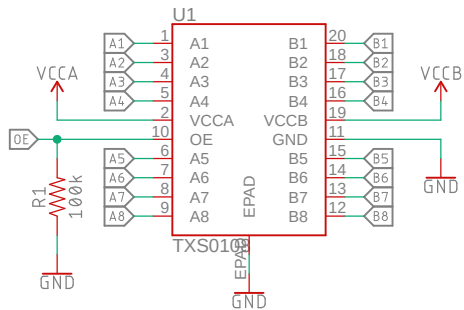 U1
A1 1 A1 B1 20 B1
A2 3 A2 B2 18 B2
A3 4 A3 B3 17 B3
VCCA VCCB
A4 5 A4 B4 16 B4
2 VCCA VCCB 19
OE 10 OE GND 11
A5 6 A5 B5 15 B5
A6 7 A6 B6 14 B6
GND
R1 100k
A7 8 A7 B7 13 B7
A8 9 A8 B8 12 B8
EPAD
TXS010
EPAD
GND
GND